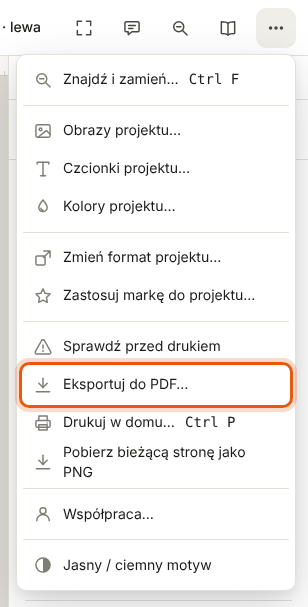 · lewa
Znajdź i zamień... Ctrl F
Obrazy projektu...
Czcionki projektu...
Kolory projektu...
Zmień format projektu...
Zastosuj markę do projektu...
Sprawdź przed drukiem
Eksportuj do PDF...
Drukuj w domu... Ctrl P
Pobierz bieżącą stronę jako
PNG
Współpraca...
Jasny / ciemny motyw